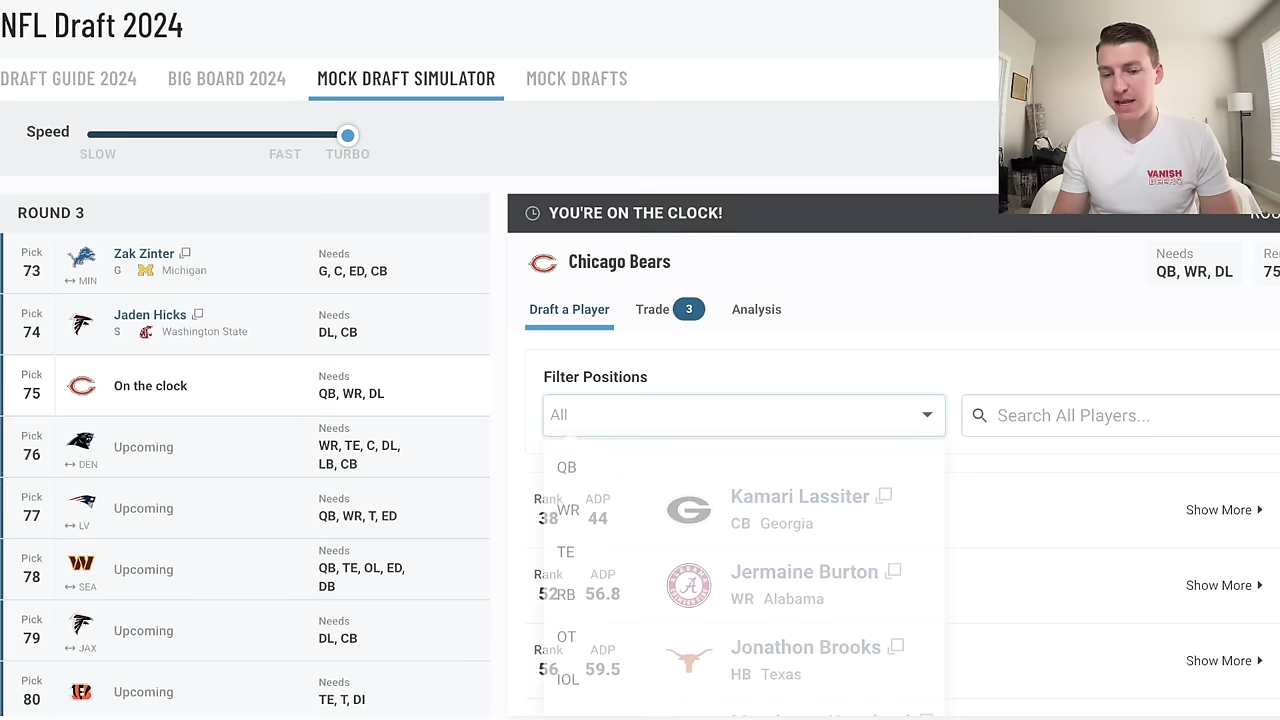 NFL Draft 2024
DRAFT GUIDE 2024 BIG BOARD 2024 MOCK DRAFT SIMULATOR MOCK DRAFTS
Speed
SLOW FAST TURBO
VANISH
BEER
ROUND 3
YOU'RE ON THE CLOCK!
Pick
73
MIN
Zak Zinter
G Michigan
Needs
G, C, ED, CB
Pick
74
Jaden Hicks
S Washington State
Needs
DL, CB
Pick
75
On the clock
Needs
QB, WR, DL
Pick
76
DEN
Upcoming
Needs
WR, TE, C, DL,
LB, CB
Pick
77
LV
Upcoming
Needs
QB, WR, T, ED
Pick
78
SEA
Upcoming
Needs
QB, TE, OL, ED,
DB
Pick
79
JAX
Upcoming
Needs
DL, CB
Pick
80
Upcoming
Needs
TE, T, DI
Chicago Bears
Needs
QB, WR, DL
75
Draft a Player Trade 3 Analysis
Filter Positions
All
Search All Players...
QB
WR
TE
RB
OT
IOL
Rank
38
ADP
44
Kamari Lassiter
CB Georgia
Show More
Rank
52
ADP
56.8
Jermaine Burton
WR Alabama
Show More
Rank
56
ADP
59.5
Jonathon Brooks
HB Texas
Show More